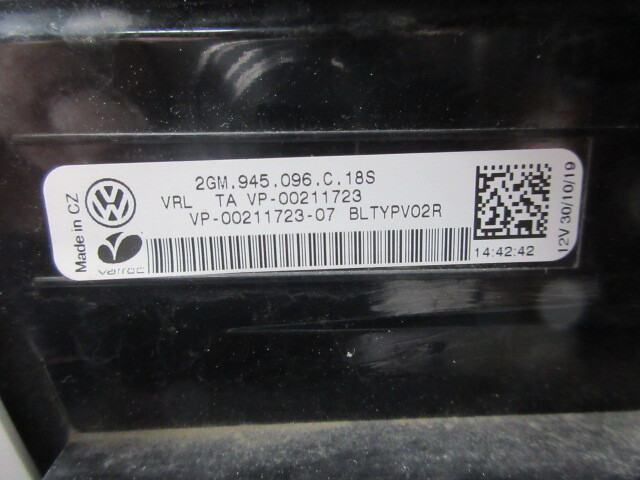 Made in CZ
2GM.945.096.C.18S
VRL TA VP-00211723
VP-00211723-07 BLTYPV02R
14:42:42
12V 30/10/19